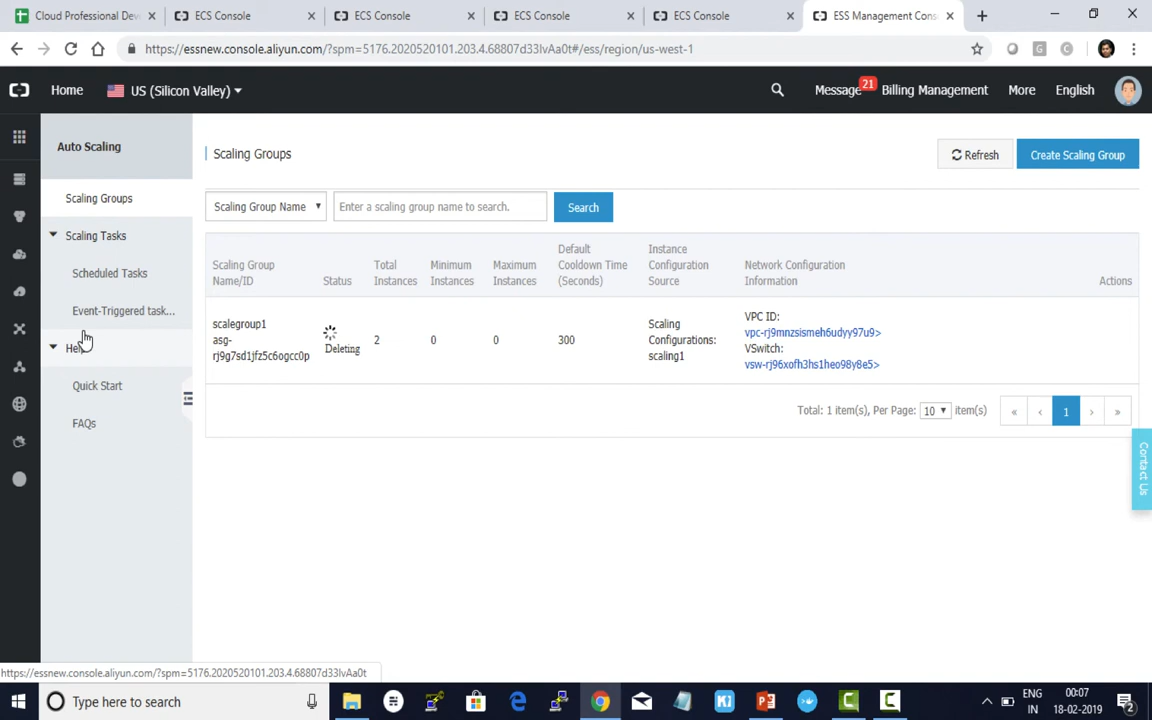 Cloud Professional Dev
ECS Console
ECS Console
ECS Console
ECS Console
ESS Management Cons
https://essnew.console.aliyun.com/?spm=5176.2020520101.203.4.68807d33IvAa0t#/ess/region/us-west-1
Home
US (Silicon Valley)
Message
21
Billing Management
More
English
Auto Scaling
Scaling Groups
Scaling Tasks
Scheduled Tasks
Event-Triggered task...
Help
Quick Start
FAQs
Scaling Groups
Refresh
Create Scaling Group
Scaling Group Name
Enter a scaling group name to search.
Search
Scaling Group
Name/ID
Status
Total
Instances
Minimum
Instances
Maximum
Instances
Default
Cooldown Time
(Seconds)
Instance
Configuration
Source
Network Configuration
Information
Actions
scalegroup1
asg-
rj9g7sd1jfz5c6ogcc0p
Deleting
2
0
0
300
Scaling
Configurations:
scaling1
VPC ID:
vpc-rj9mnzsismeh6udyy97u9>
VSwitch:
vsw-rj96xofh3hs1heo98y8e5>
Total: 1 item(s), Per Page:
10
item(s)
«
‹
1
›
»
Contact Us
https://essnew.console.aliyun.com/?spm=5176.2020520101.203.4.68807d33IvAa0t
Type here to search
ENG
IN
00:07
18-02-2019
2